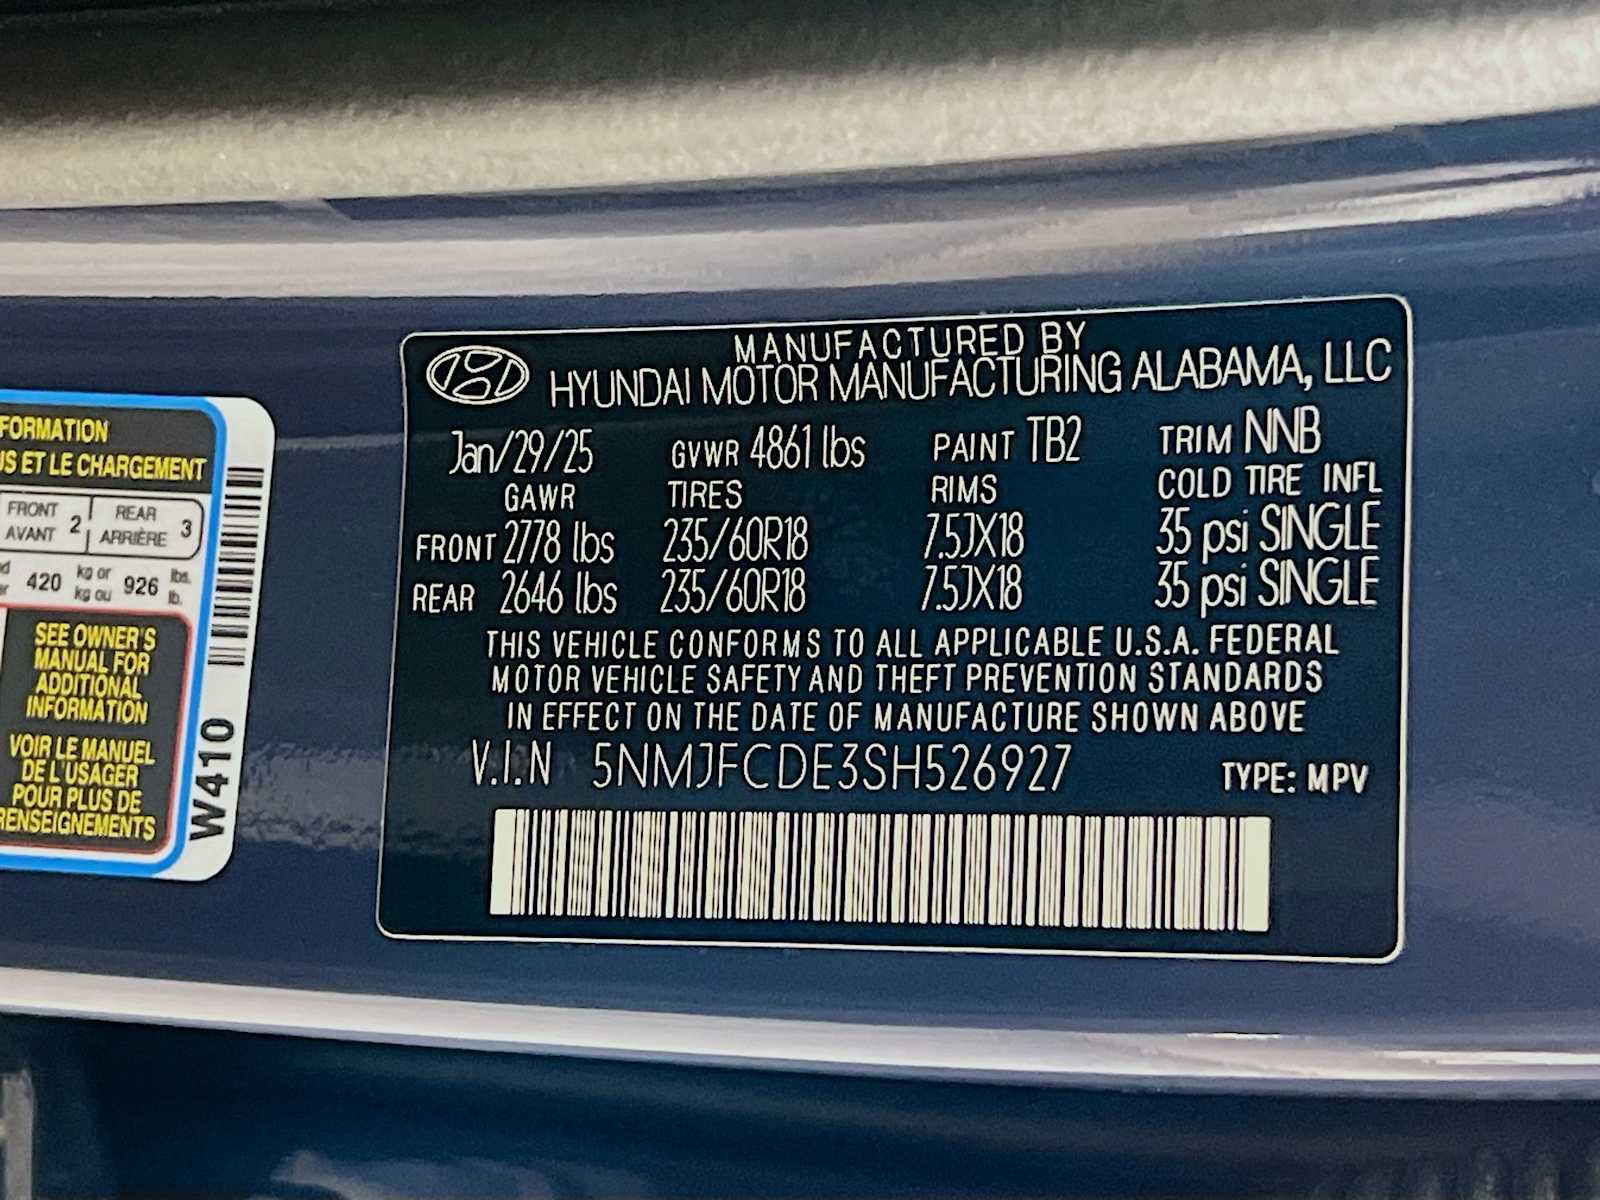 MANUFACTURED BY
HYUNDAI MOTOR MANUFACTURING ALABAMA, LLC
Jan/29/25 GVWR 4861 lbs PAINT TB2 TRIM NNB
GAWR TIRES RIMS COLD TIRE INFL
FRONT 2778 lbs 235/60R18 7.5JX18 35 psi SINGLE
REAR 2646 lbs 235/60R18 7.5JX18 35 psi SINGLE
THIS VEHICLE CONFORMS TO ALL APPLICABLE U.S.A. FEDERAL
MOTOR VEHICLE SAFETY AND THEFT PREVENTION STANDARDS
IN EFFECT ON THE DATE OF MANUFACTURE SHOWN ABOVE
V.I.N 5NMJFCDE3SH526927 TYPE: MPV
FORMATION
US ET LE CHARGEMENT
FRONT 2 REAR 3
AVANT ARRIÈRE
420 kg or 926 lbs.
kg ou lb.
SEE OWNER'S
MANUAL FOR
ADDITIONAL
INFORMATION
VOIR LE MANUEL
DE L'USAGER
POUR PLUS DE
RENSEIGNEMENTS
W410